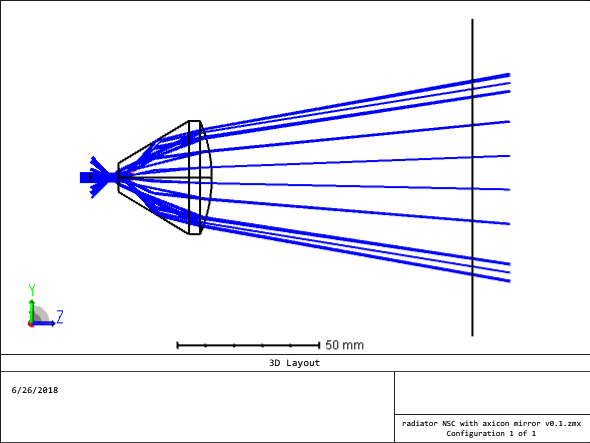 Y
Z
50 mm
3D Layout
6/26/2018
radiator NSC with axicon mirror v0.1.zmx
Configuration 1 of 1